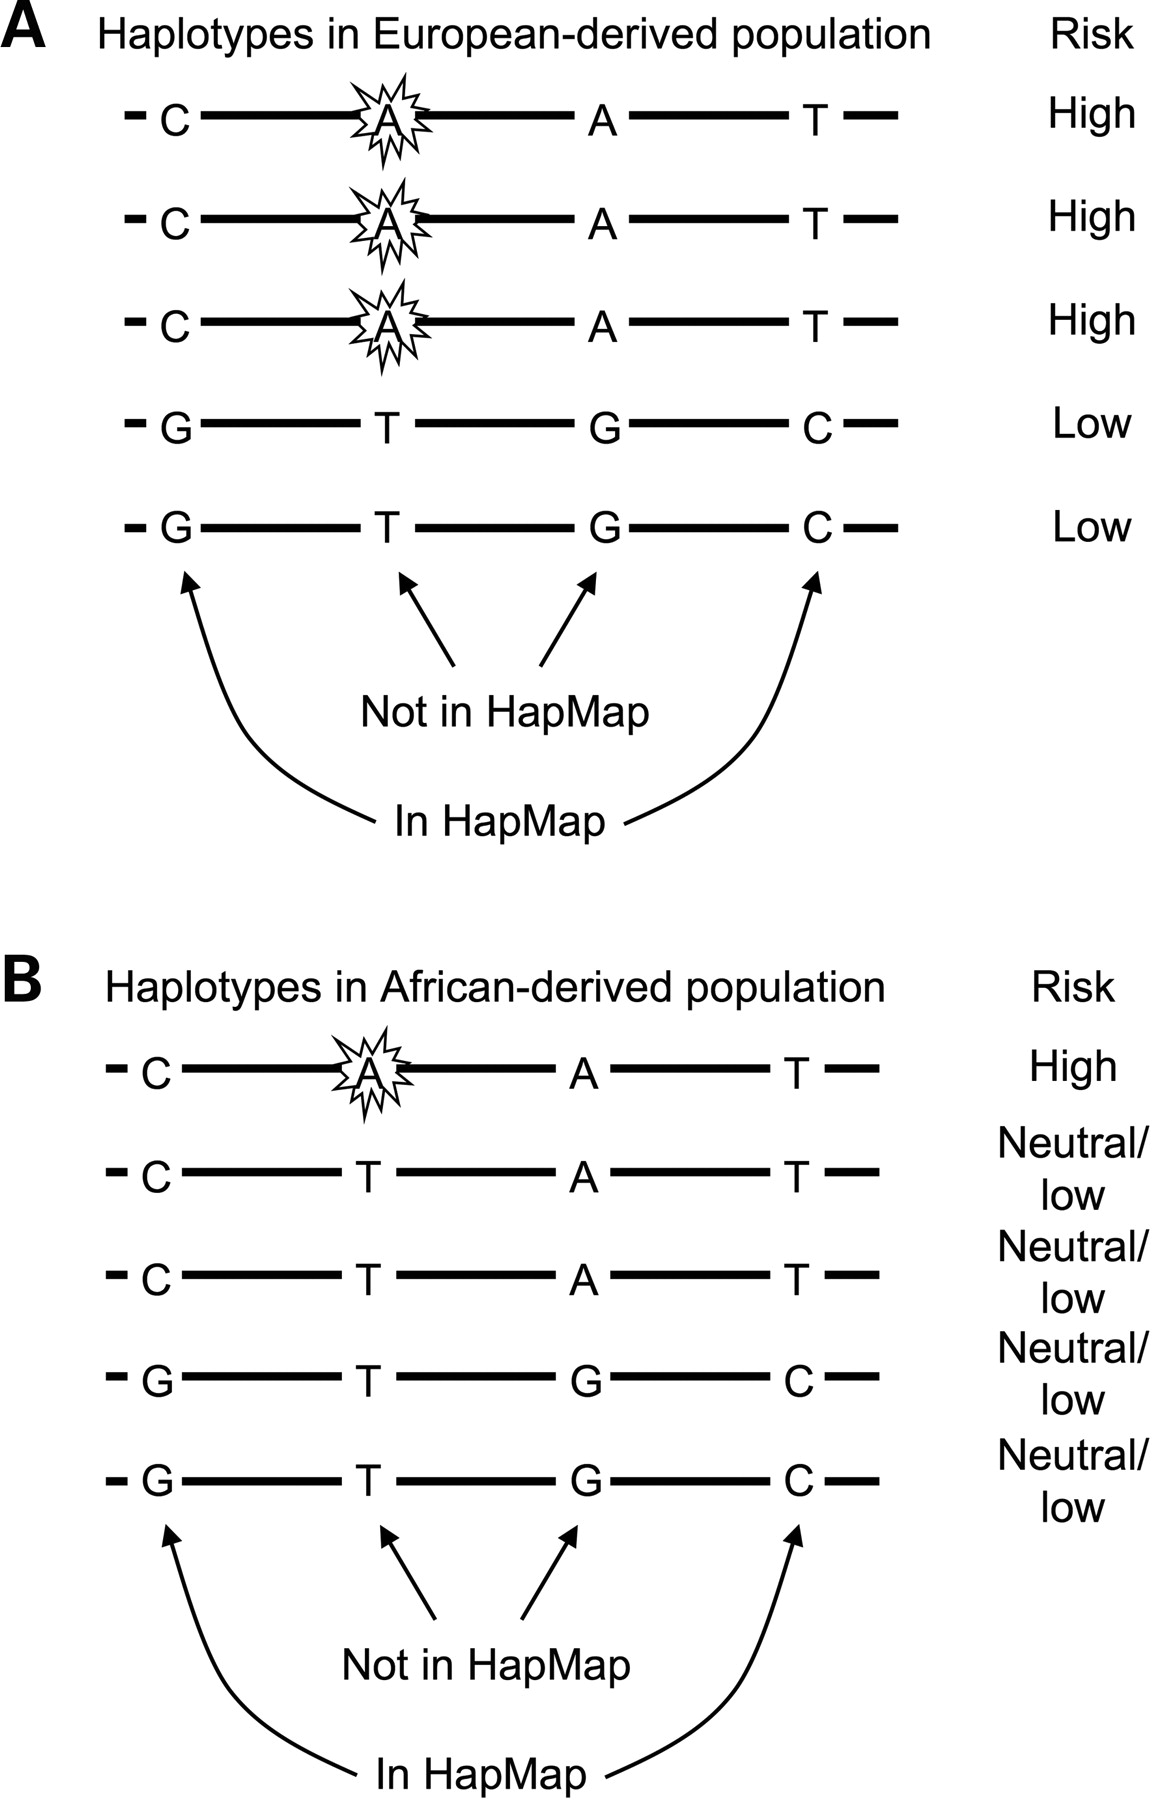 A Haplotypes in European-derived population Risk
C A A T High
C A A T High
C A A T High
G T G C Low
G T G C Low
Not in HapMap
In HapMap
B Haplotypes in African-derived population Risk
C A A T High
C T A T Neutral/
low
C T A T Neutral/
low
G T G C Neutral/
low
G T G C Neutral/
low
Not in HapMap
In HapMap